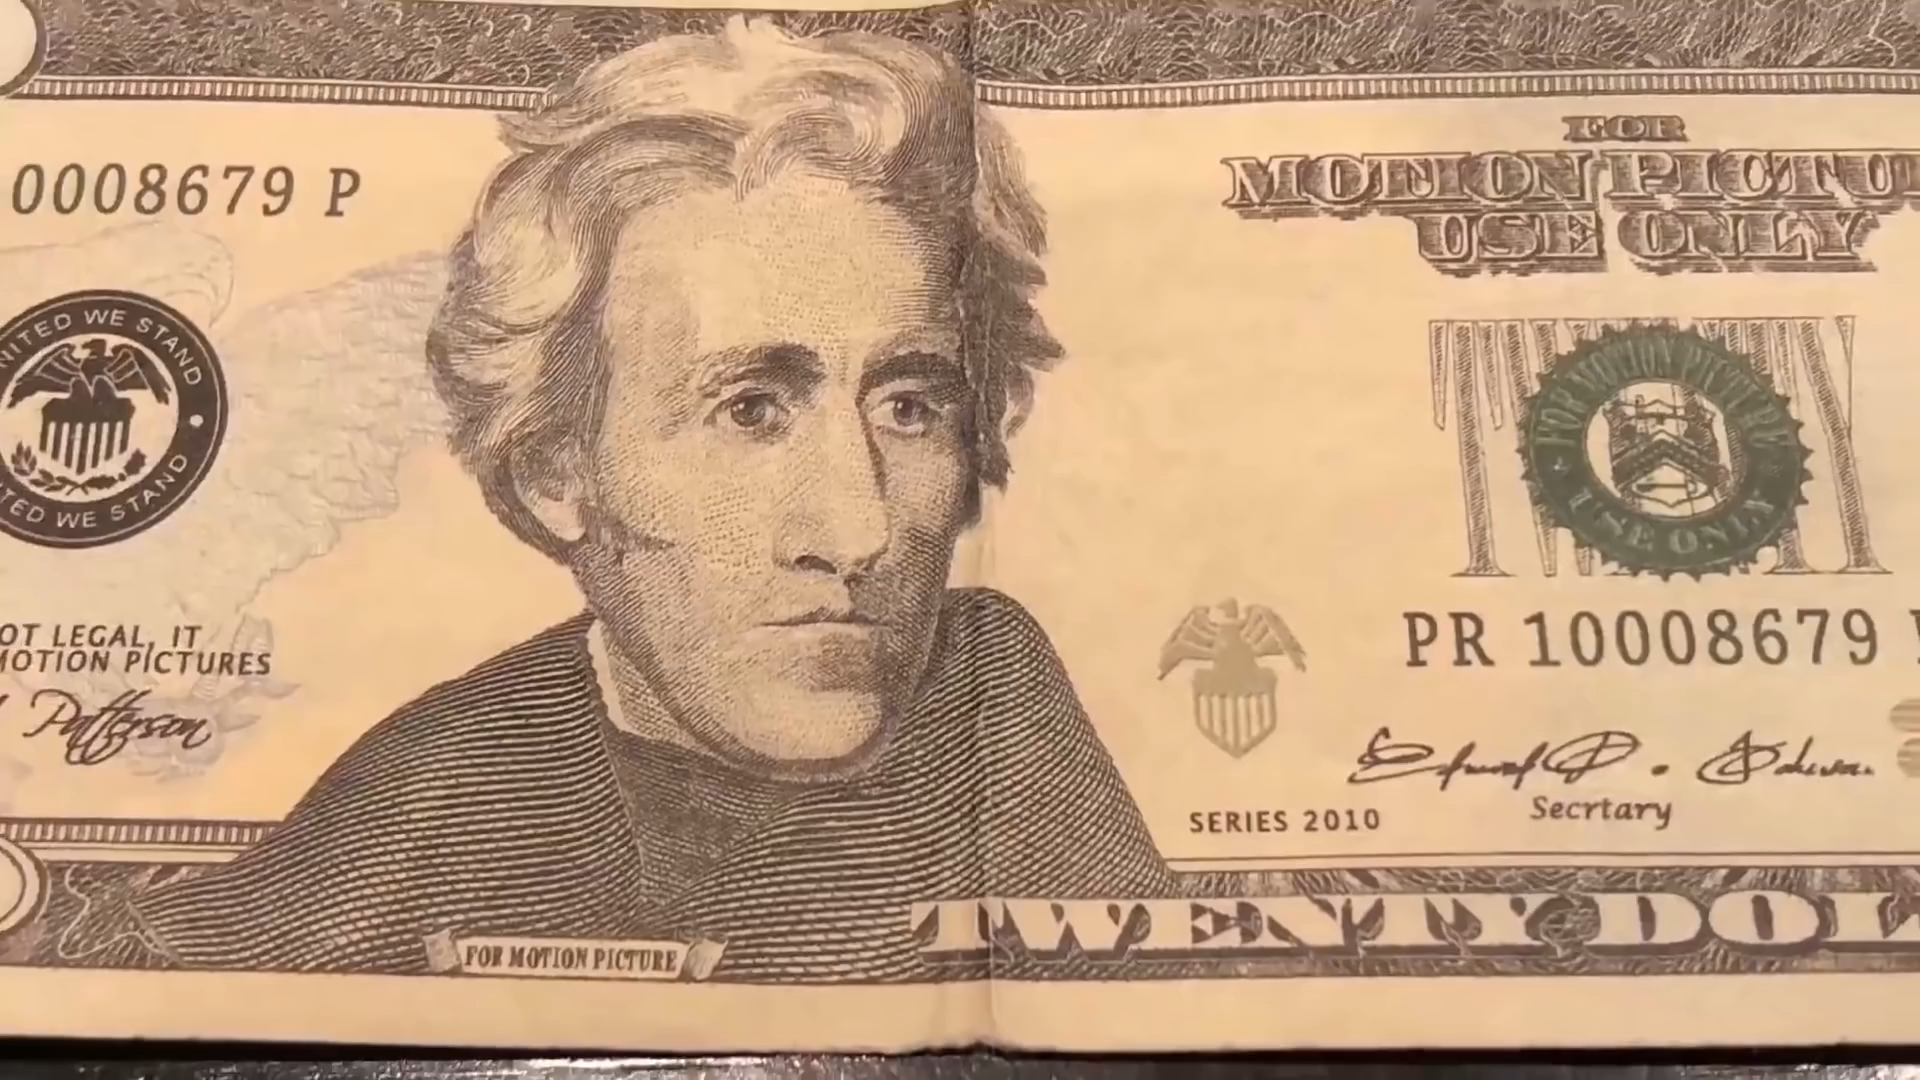 FOR
MOTION PICTU
USE ONLY
0008679 P
NITED WE STAND
TED WE STAND
FOR MOTION PICTURE
USE ONLY
OT LEGAL, IT
MOTION PICTURES
Patterson
PR 10008679
Secrtary
SERIES 2010
TWENTY DOL
FOR MOTION PICTURE